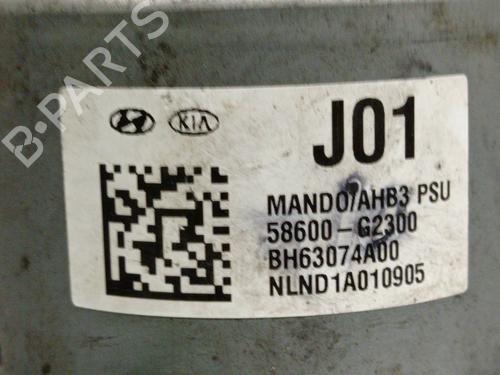 B-PARTS
KIA
J01
MANDO/AHB3 PSU
58600-G2300
BH63074A00
NLND1A010905